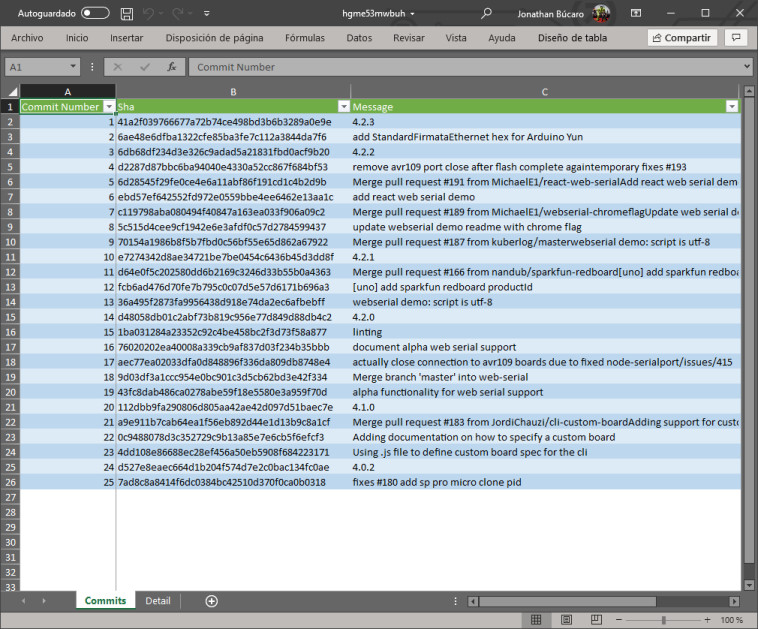 Autoguardado hgme53mwbuh Jonathan Búcaro
Archivo Inicio Insertar Disposición de página Fórmulas Datos Revisar Vista Ayuda Diseño de tabla Compartir
A1 fx Commit Number
A B C
1 Commit Number Sha Message
2 1 41a2f039766677a72b74ce498bd3b6b3289a0e9e 4.2.3
3 2 6ae48e6dfba1322cfe85ba3fe7c112a3844da7f6 add StandardFirmataEthernet hex for Arduino Yun
4 3 6db68df234d3e326c9adad5a21831fbd0acf9b20 4.2.2
5 4 d2287d87bbc6ba94040e4330a52cc867f684bf53 remove avr109 port close after flash complete againtemporary fixes #193
6 5 6d28545f29fe0ce4e6a11abf86f191cd1c4b2d9b Merge pull request #191 from MichaelE1/react-web-serialAdd react web serial dem
7 6 ebd57ef642552fd972e0559bbe4ee6462e13aa1c add react web serial demo
8 7 c119798aba080494f40847a163ea033f906a09c2 Merge pull request #189 from MichaelE1/webserial-chromeflagUpdate web serial de
9 8 5c515d4cee9cf1942e6e3afdf0c57d2784599437 update webserial demo readme with chrome flag
10 9 70154a1986b8f5b7fbd0c56bf55e65d862a67922 Merge pull request #187 from kuberlog/masterwebserial demo: script is utf-8
11 10 e7274342d8ae34721be7be0454c6436b45d3dd8f 4.2.1
12 11 d64e0f5c202580dd6b2169c3246d33b55b0a4363 Merge pull request #166 from nandub/sparkfun-redboard[uno] add sparkfun redboa
13 12 fcb6ad476d70fe7b795c0c07d5e57d6171b696a3 [uno] add sparkfun redboard productId
14 13 36a495f2873fa9956438d918e74da2ec6afbebff webserial demo: script is utf-8
15 14 d48058db01c2abf73b819c956e77d849d88db4c2 4.2.0
16 15 1ba031284a23352c92c4be458bc2f3d73f58a877 linting
17 16 76020202ea40008a339cb9af837d03f234b35bbb document alpha web serial support
18 17 aec77ea02033dfa0d848896f336da809db8748e4 actually close connection to avr109 boards due to fixed node-serialport/issues/415
19 18 9d03df3a1ccc954e0bc901c3d5cb62bd3e42f334 Merge branch 'master' into web-serial
20 19 43fc8dab486ca0278abe59f18e5580e3a959f70d alpha functionality for web serial support
21 20 112dbb9fa290806d805aa42ae42d097d51baec7e 4.1.0
22 21 a9e911b7cab64ea1f56eb892d44e1d13b9c8a1cf Merge pull request #183 from JordiChauzi/cli-custom-boardAdding support for custo
23 22 0c9488078d3c352729c9b13a85e7e6cb5f6efcf3 Adding documentation on how to specify a custom board
24 23 4dd108e86688ec28ef456a50eb5908f684223171 Using .js file to define custom board spec for the cli
25 24 d527e8eaec664d1b204f574d7e2c0bac134fc0ae 4.0.2
26 25 7ad8c8a8414f6dc0384bc42510d370f0ca0b0318 fixes #180 add sp pro micro clone pid
27
28
29
30
31
32
33
Commits Detail
100 %